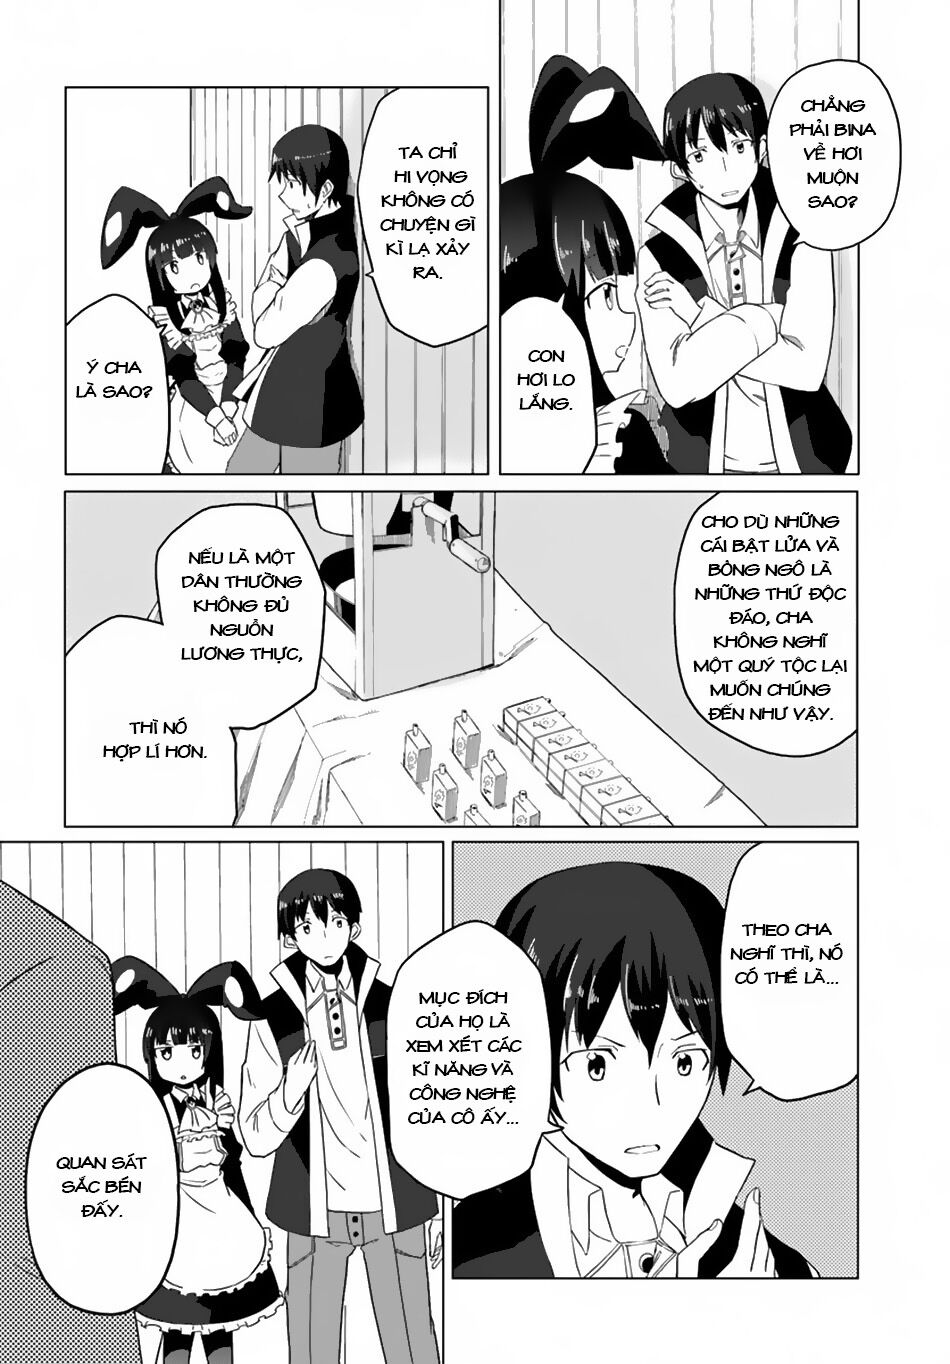 CHẲNG
PHẢI BINA
VỀ HƠI
MUỘN
SAO?
CON
HƠI LO
LẮNG.
TA CHỈ
HI VỌNG
KHÔNG CÓ
CHUYỆN GÌ
KÌ LẠ XẢY
RA.
Ý CHA
LÀ SAO?
CHO DÙ NHỮNG
CÁI BẬT LỬA VÀ
BỎNG NGÔ LÀ
NHỮNG THỨ ĐỘC
ĐÁO, CHA
KHÔNG NGHĨ
MỘT QUÝ TỘC LẠI
MUỐN CHÚNG
ĐẾN NHƯ VẬY.
NẾU LÀ MỘT
DÂN THƯỜNG
KHÔNG ĐỦ
NGUỒN
LƯƠNG THỰC,
THÌ NÓ
HỢP LÍ HƠN.
THEO CHA
NGHĨ THÌ, NÓ
CÓ THỂ LÀ...
MỤC ĐÍCH
CỦA HỌ LÀ
XEM XÉT CÁC
KĨ NĂNG VÀ
CÔNG NGHỆ
CỦA CÔ ẤY...
QUAN SÁT
SẮC BÉN
ĐẤY.